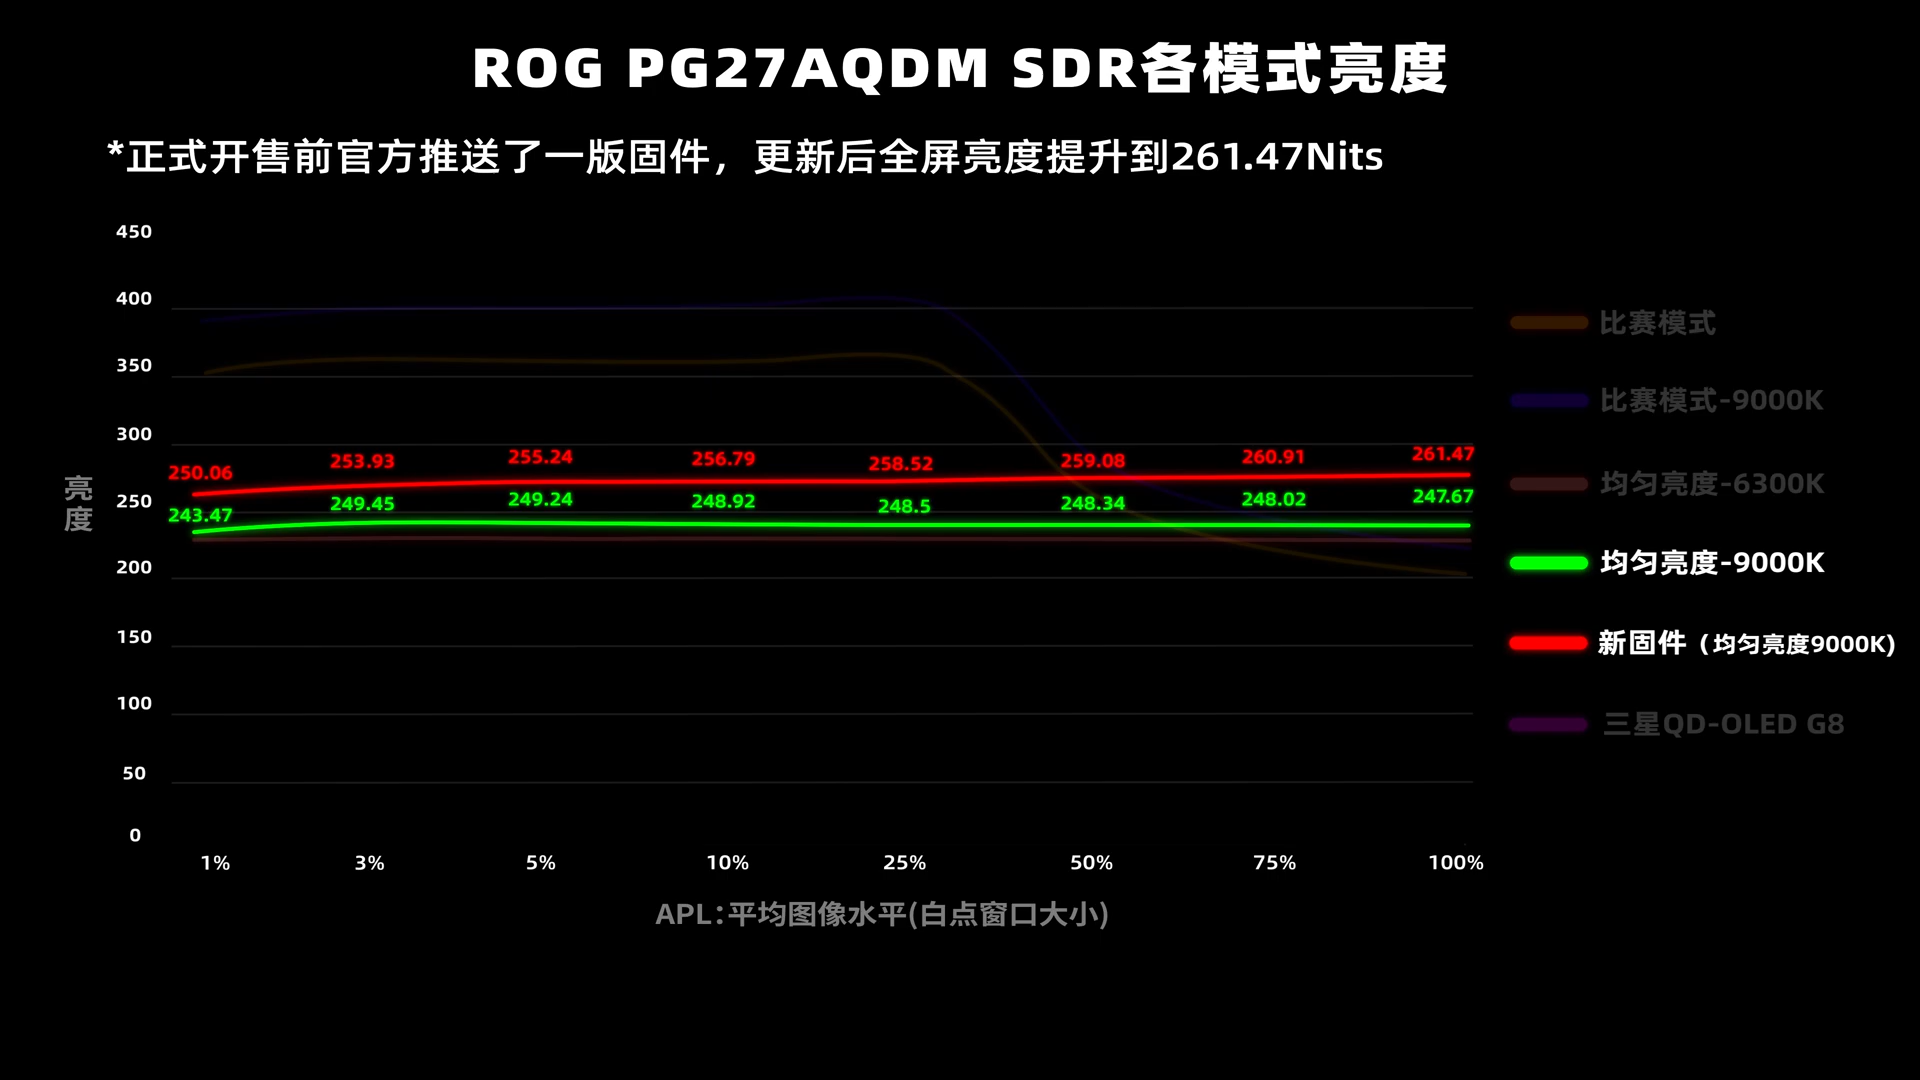 ROG PG27AQDM SDR各模式亮度
*正式开售前官方推送了一版固件，更新后全屏亮度提升到261.47Nits
450
400
350
300
250
200
150
100
50
0
亮度
250.06 253.93 255.24 256.79 258.52 259.08 260.91 261.47
243.47 249.45 249.24 248.92 248.5 248.34 248.02 247.67
1% 3% 5% 10% 25% 50% 75% 100%
APL:平均图像水平(白点窗口大小)
比赛模式
比赛模式-9000K
均匀亮度-6300K
均匀亮度-9000K
新固件（均匀亮度9000K)
三星QD-OLED G8